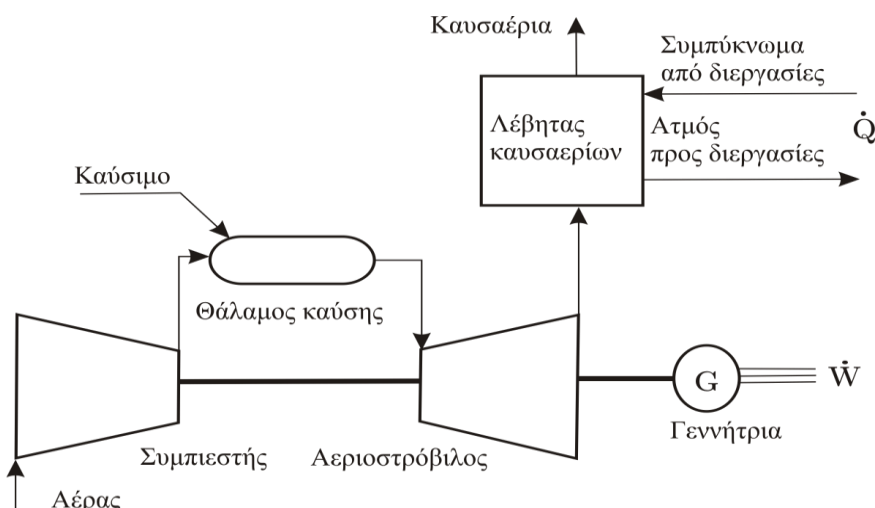 Καυσαέρια
Συμπύκνωμα
από διεργασίες
Λέβητας
καυσαερίων
Ατμός
προς διεργασίες
Q̇
Καύσιμο
Θάλαμος καύσης
G
Ẇ
Γεννήτρια
Συμπιεστής
Αεριοστρόβιλος
Αέρας